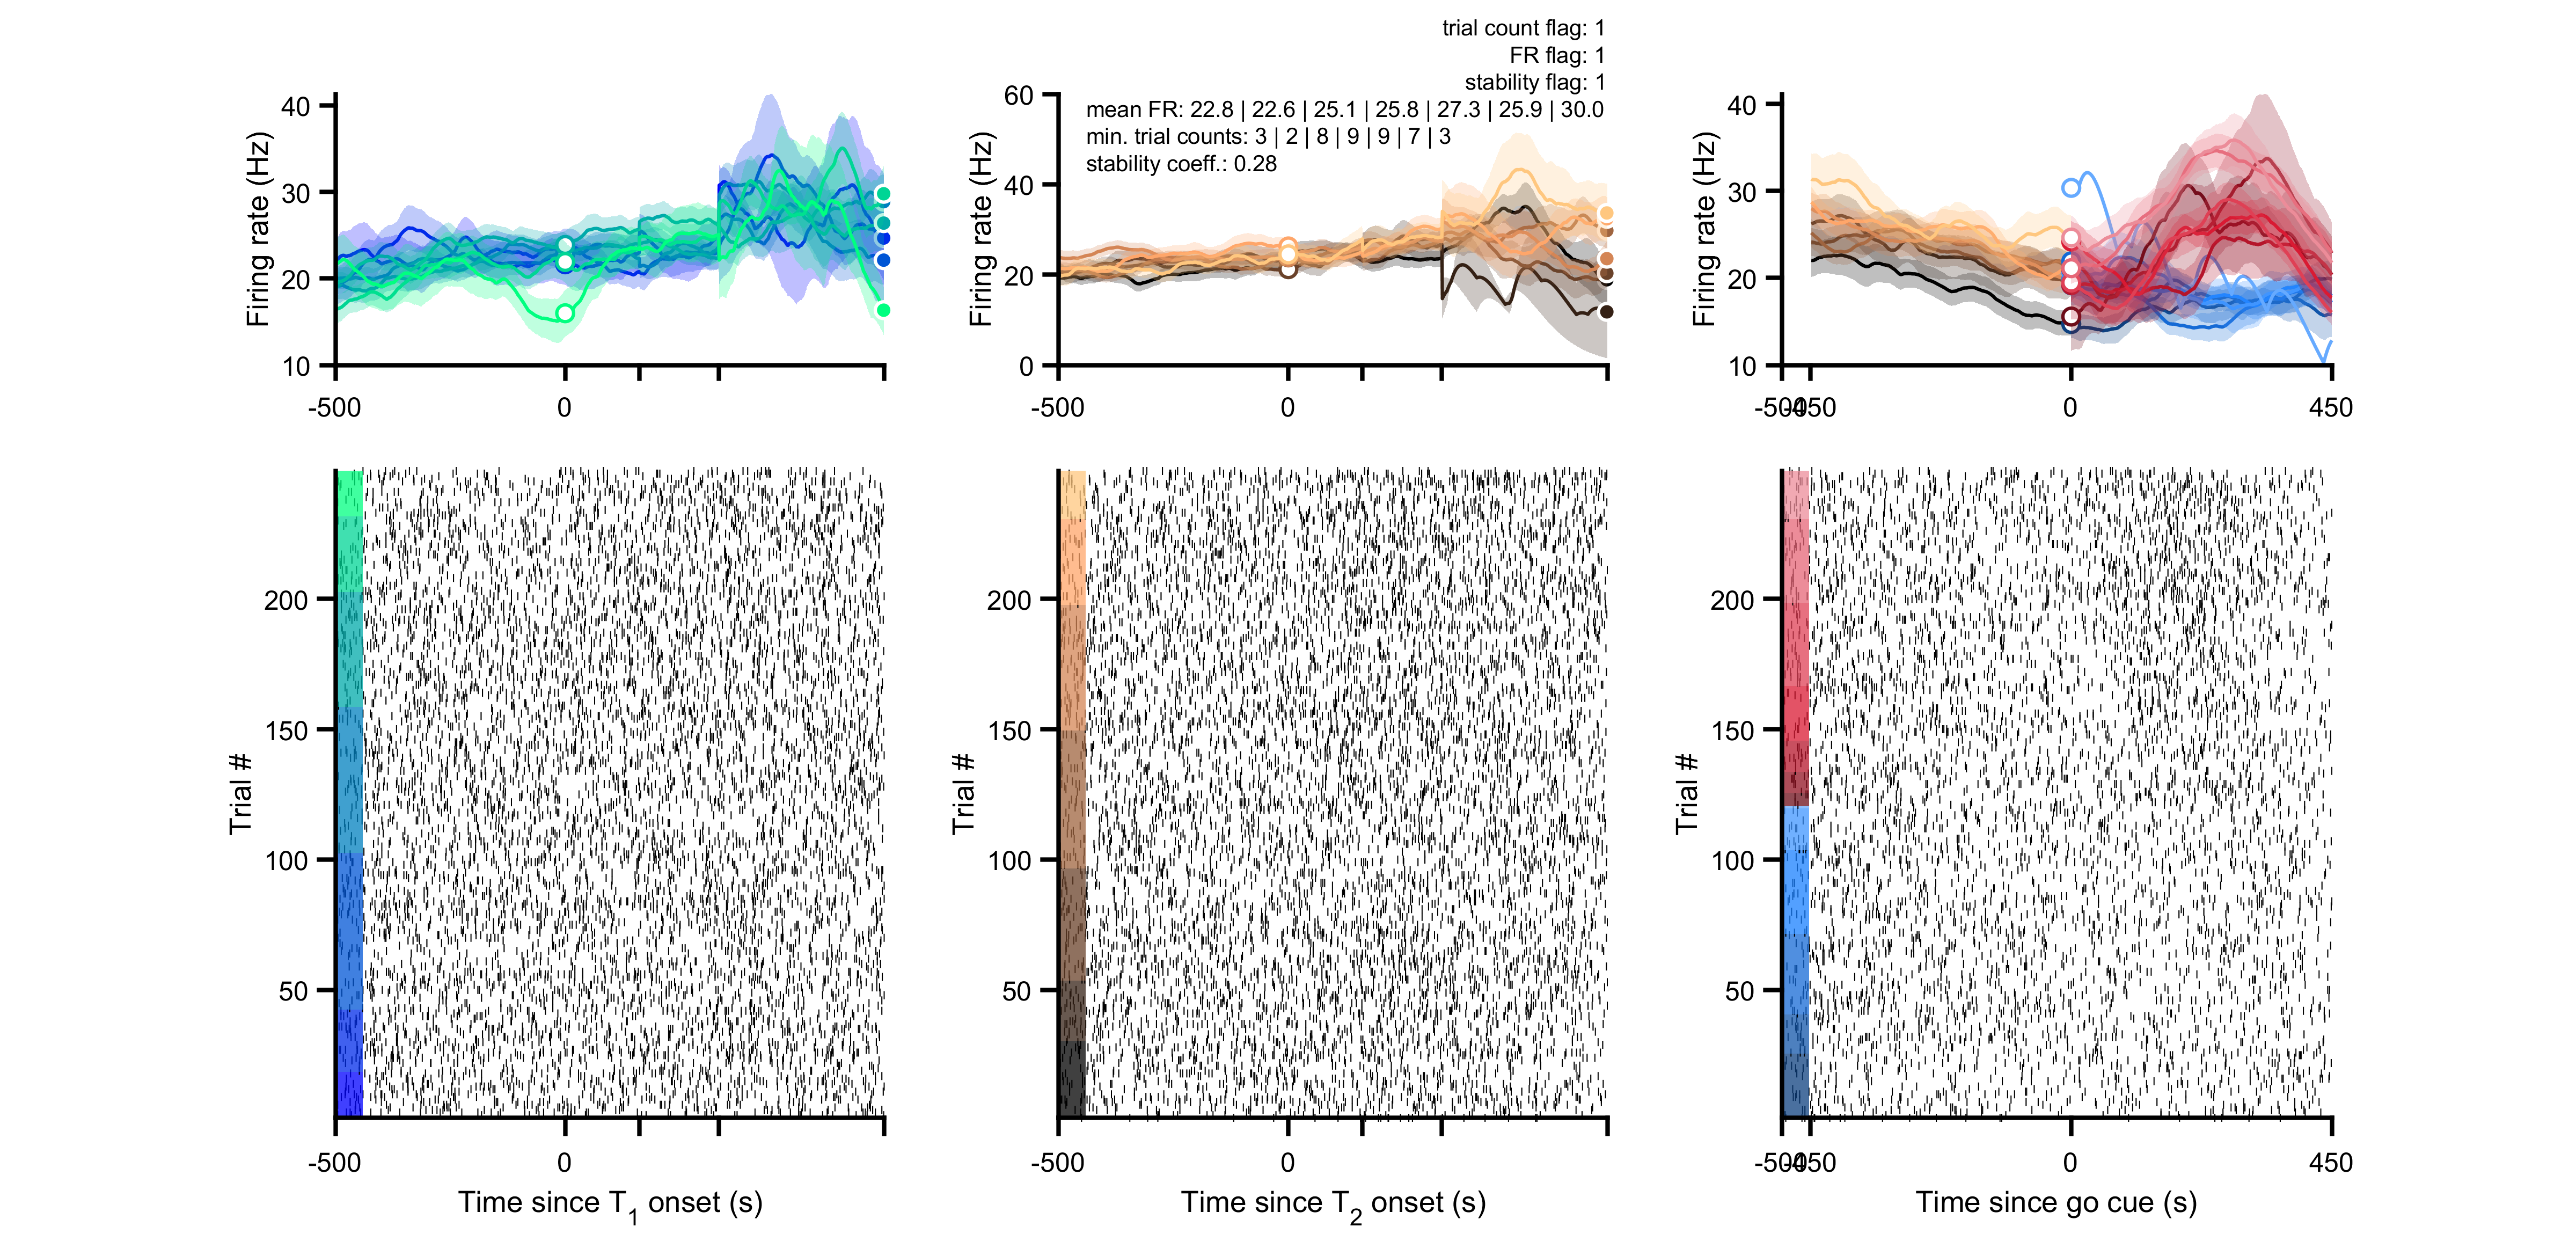 trial count flag: 1
FR flag: 1
stability flag: 1
mean FR: 22.8 | 22.6 | 25.1 | 25.8 | 27.3 | 25.9 | 30.0
min. trial counts: 3 | 2 | 8 | 9 | 9 | 7 | 3
stability coeff.: 0.28
Firing rate (Hz)
40
30
20
10
-500
0
Firing rate (Hz)
60
40
20
0
-500
0
Firing rate (Hz)
40
30
20
10
-500
-450
0
450
Trial #
200
150
100
50
-500
0
Time since T1 onset (s)
Trial #
200
150
100
50
-500
0
Time since T2 onset (s)
Trial #
200
150
100
50
-500
-450
0
450
Time since go cue (s)